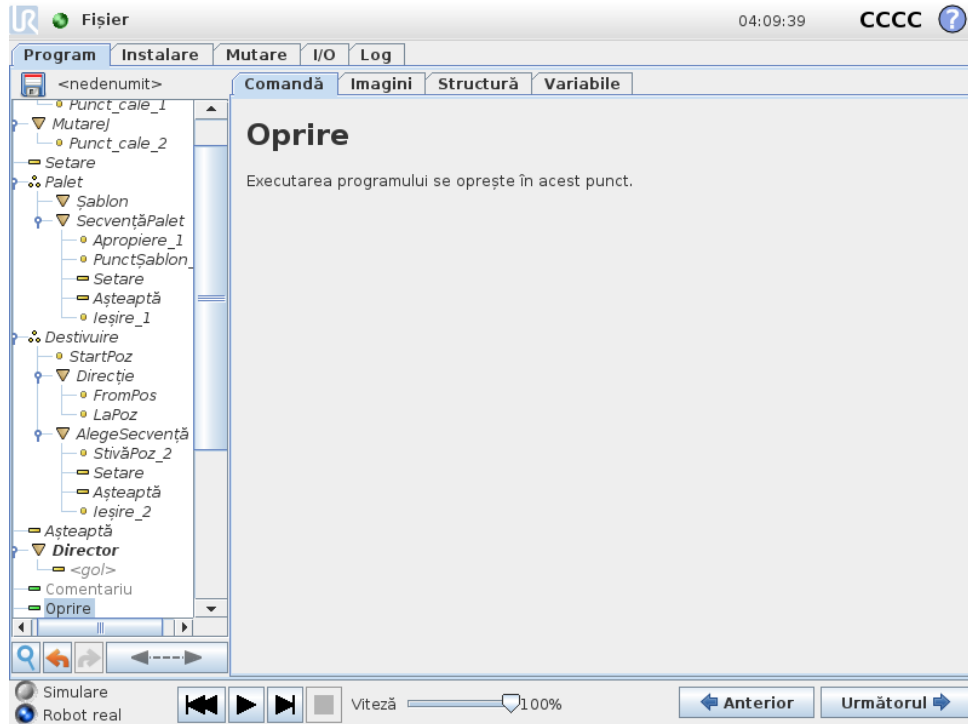 UR Fișier 04:09:39 CCCC ?
Program Instalare Mutare I/O Log
<nedenumit>
Comandă Imagini Structură Variabile
Punct_cale_1
MutareJ
Punct_cale_2
Setare
Palet
Șablon
SecvențăPalet
Apropiere_1
PunctȘablon_
Setare
Așteaptă
Ieșire_1
Destivuire
StartPoz
Direcție
FromPos
LaPoz
AlegeSecvență
StivăPoz_2
Setare
Așteaptă
Ieșire_2
Așteaptă
Director
<gol>
Comentariu
Oprire
Oprire
Executarea programului se oprește în acest punct.
Simulare
Robot real
Viteză 100%
Anterior Următorul